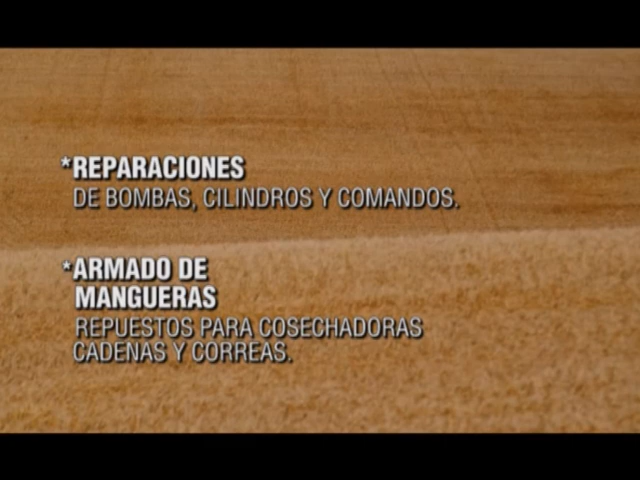 *REPARACIONES
DE BOMBAS, CILINDROS Y COMANDOS.
*ARMADO DE
MANGUERAS
REPUESTOS PARA COSECHADORAS
CADENAS Y CORREAS.